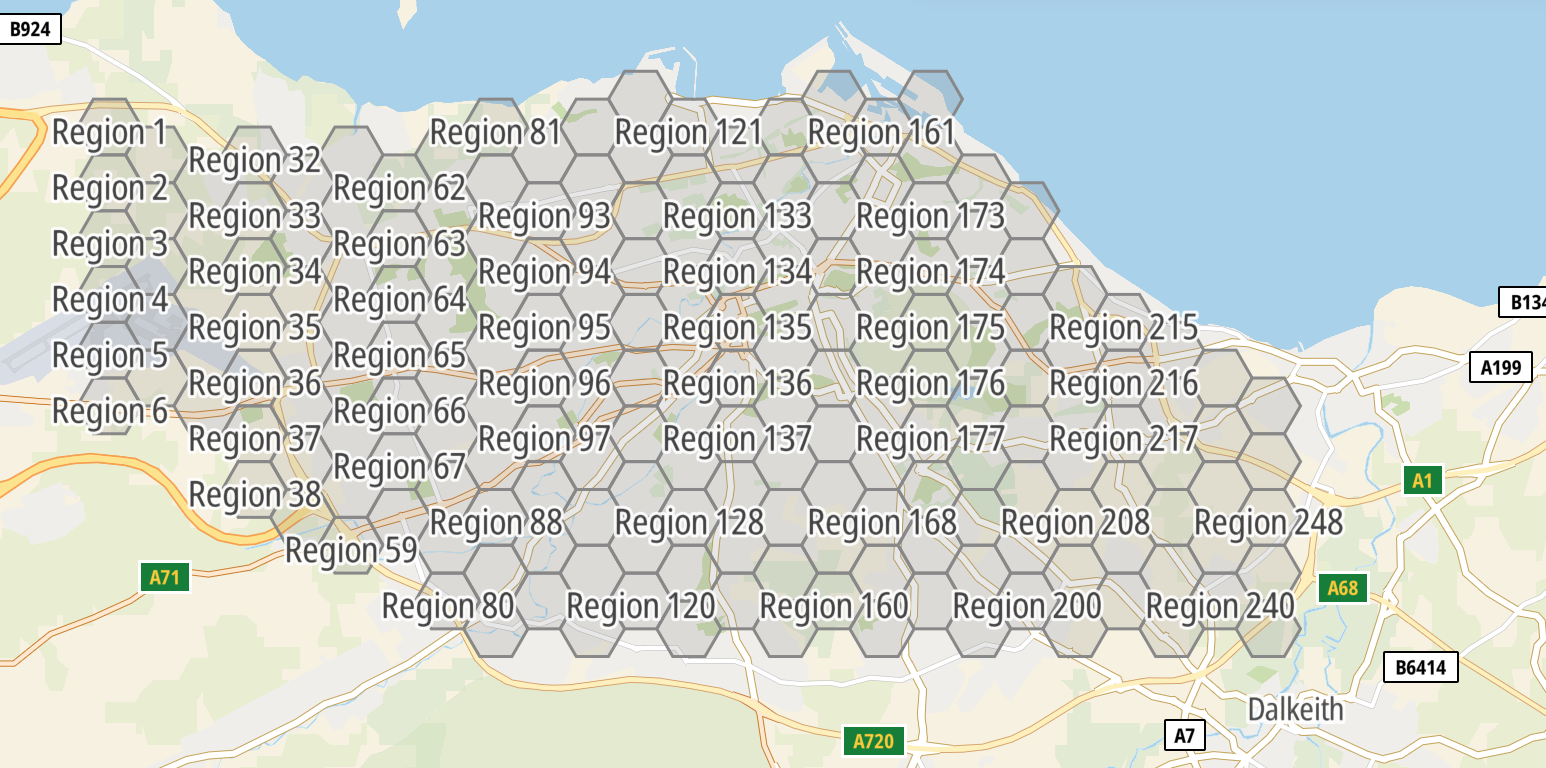 B924
Region 1
Region 81
Region 121
Region 161
Region 32
Region 2
Region 62
Region 33
Region 93
Region 133
Region 173
Region 3
Region 63
Region 34
Region 94
Region 134
Region 174
Region 4
Region 64
B134
Region 35
Region 95
Region 135
Region 175
Region 215
Region 5
Region 65
A199
Region 36
Region 96
Region 136
Region 176
Region 216
Region 6
Region 66
Region 37
Region 97
Region 137
Region 177
Region 217
Region 67
A1
Region 38
Region 88
Region 128
Region 168
Region 208
Region 248
Region 59
A71
A68
Region 80
Region 120
Region 160
Region 200
Region 240
B6414
Dalkeith
A7
A720